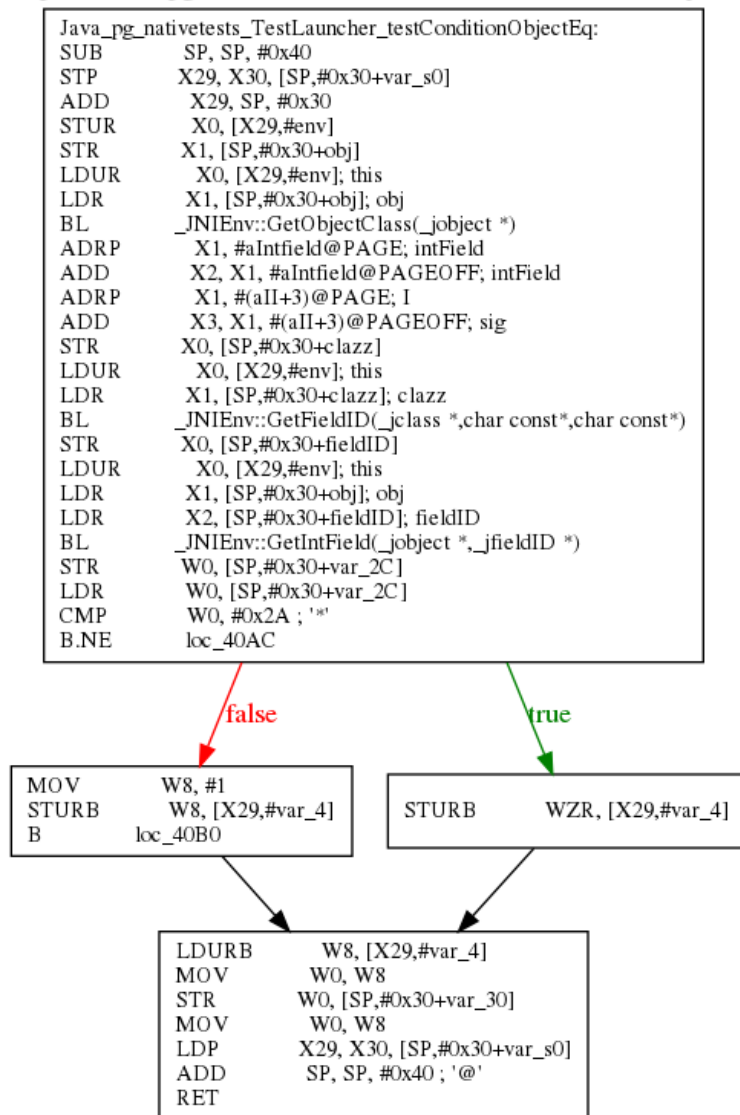 Java_pg_nativetests_TestLauncher_testConditionObjectEq:
SUB SP, SP, #0x40
STP X29, X30, [SP,#0x30+var_s0]
ADD X29, SP, #0x30
STUR X0, [X29,#env]
STR X1, [SP,#0x30+obj]
LDUR X0, [X29,#env]; this
LDR X1, [SP,#0x30+obj]; obj
BL _JNIEnv::GetObjectClass(_jobject *)
ADRP X1, #aIntfield@PAGE; intField
ADD X2, X1, #aIntfield@PAGEOFF; intField
ADRP X1, #(aII+3)@PAGE; I
ADD X3, X1, #(aII+3)@PAGEOFF; sig
STR X0, [SP,#0x30+clazz]
LDUR X0, [X29,#env]; this
LDR X1, [SP,#0x30+clazz]; clazz
BL _JNIEnv::GetFieldID(_jclass *,char const*,char const*)
STR X0, [SP,#0x30+fieldID]
LDUR X0, [X29,#env]; this
LDR X1, [SP,#0x30+obj]; obj
LDR X2, [SP,#0x30+fieldID]; fieldID
BL _JNIEnv::GetIntField(_jobject *,_jfieldID *)
STR W0, [SP,#0x30+var_2C]
LDR W0, [SP,#0x30+var_2C]
CMP W0, #0x2A ; '*'
B.NE loc_40AC
false
true
MOV W8, #1
STURB W8, [X29,#var_4]
B loc_40B0
STURB WZR, [X29,#var_4]
LDURB W8, [X29,#var_4]
MOV W0, W8
STR W0, [SP,#0x30+var_30]
MOV W0, W8
LDP X29, X30, [SP,#0x30+var_s0]
ADD SP, SP, #0x40 ; '@'
RET